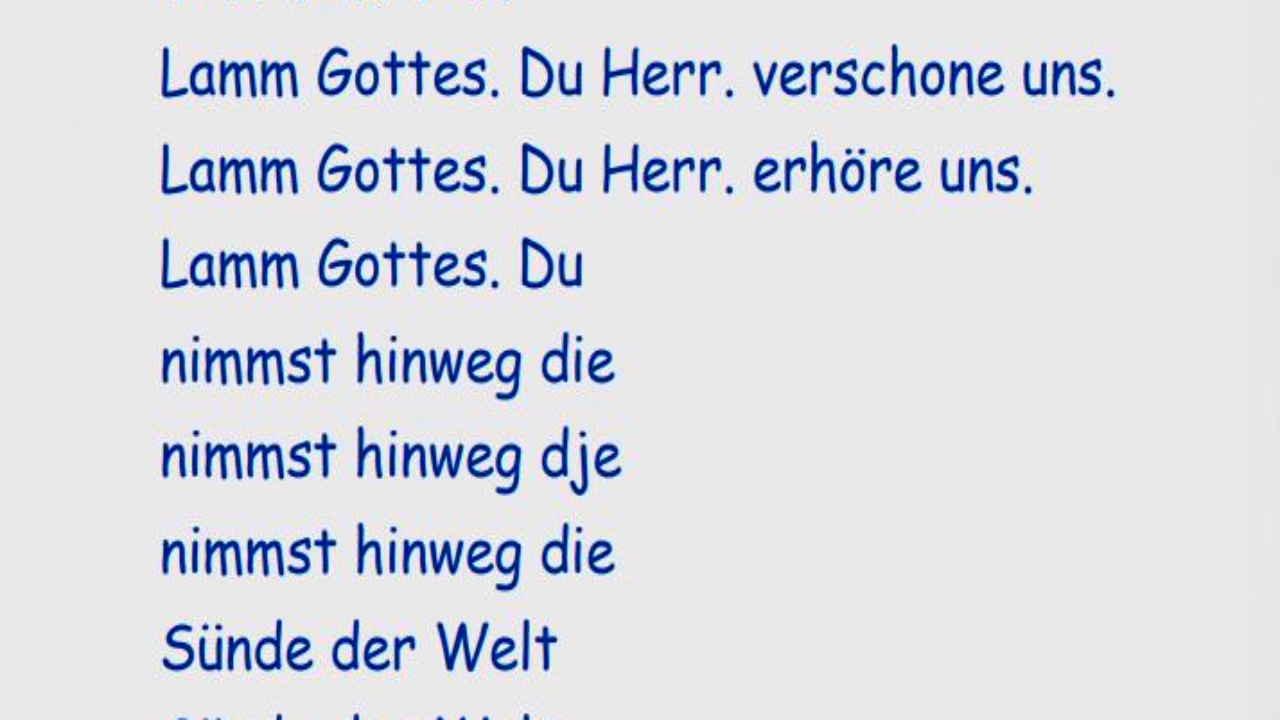 Lamm Gottes. Du Herr. verschone uns.
Lamm Gottes. Du Herr. erhöre uns.
Lamm Gottes. Du
nimmst hinweg die
nimmst hinweg dje
nimmst hinweg die
Sünde der Welt